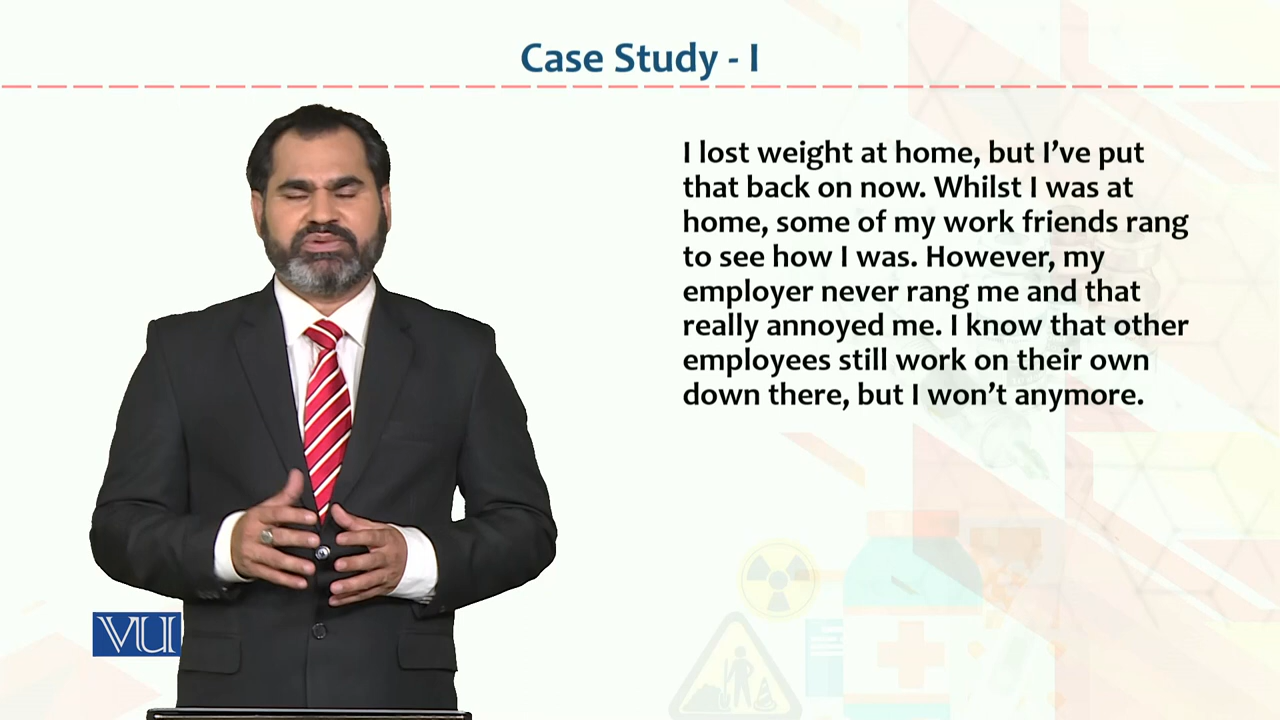 Case Study - I
I lost weight at home, but I’ve put
that back on now. Whilst I was at
home, some of my work friends rang
to see how I was. However, my
employer never rang me and that
really annoyed me. I know that other
employees still work on their own
down there, but I won’t anymore.
VU